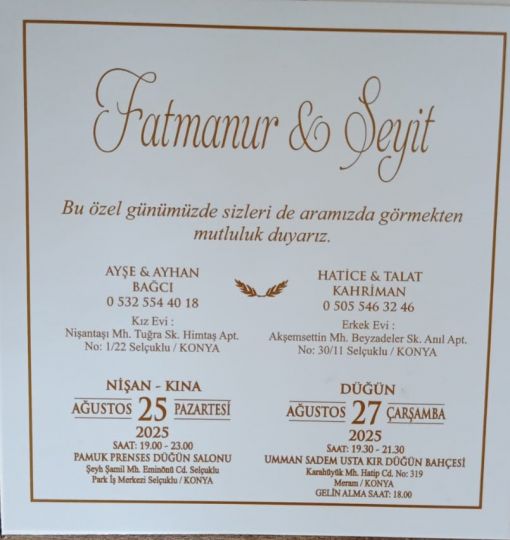 Fatmanur & Şeyit
Bu özel günümüzde sizleri de aramızda görmekten
mutluluk duyarız.
AYŞE & AYHAN
BAĞCI
0 532 554 40 18
Kız Evi :
Nişantaşı Mh. Tuğra Sk. Himtaş Apt.
No: 1/22 Selçuklu / KONYA
HATİCE & TALAT
KAHRİMAN
0 505 546 32 46
Erkek Evi :
Akşemsettin Mh. Beyzadeler Sk. Anıl Apt.
No: 30/11 Selçuklu / KONYA
NİŞAN - KINA
AĞUSTOS 25 PAZARTESİ
2025
SAAT: 19.00 - 23.00
PAMUK PRENSES DÜĞÜN SALONU
Şeyh Şamil Mh. Eminönü Cd. Selçuklu
Park İş Merkezi Selçuklu / KONYA
DÜĞÜN
AĞUSTOS 27 ÇARŞAMBA
2025
SAAT: 19.30 - 21.30
UMMAN SADEM USTA KIR DÜĞÜN BAHÇESİ
Karahüyük Mh. Hatip Cd. No: 319
Meram / KONYA
GELİN ALMA SAAT: 18.00